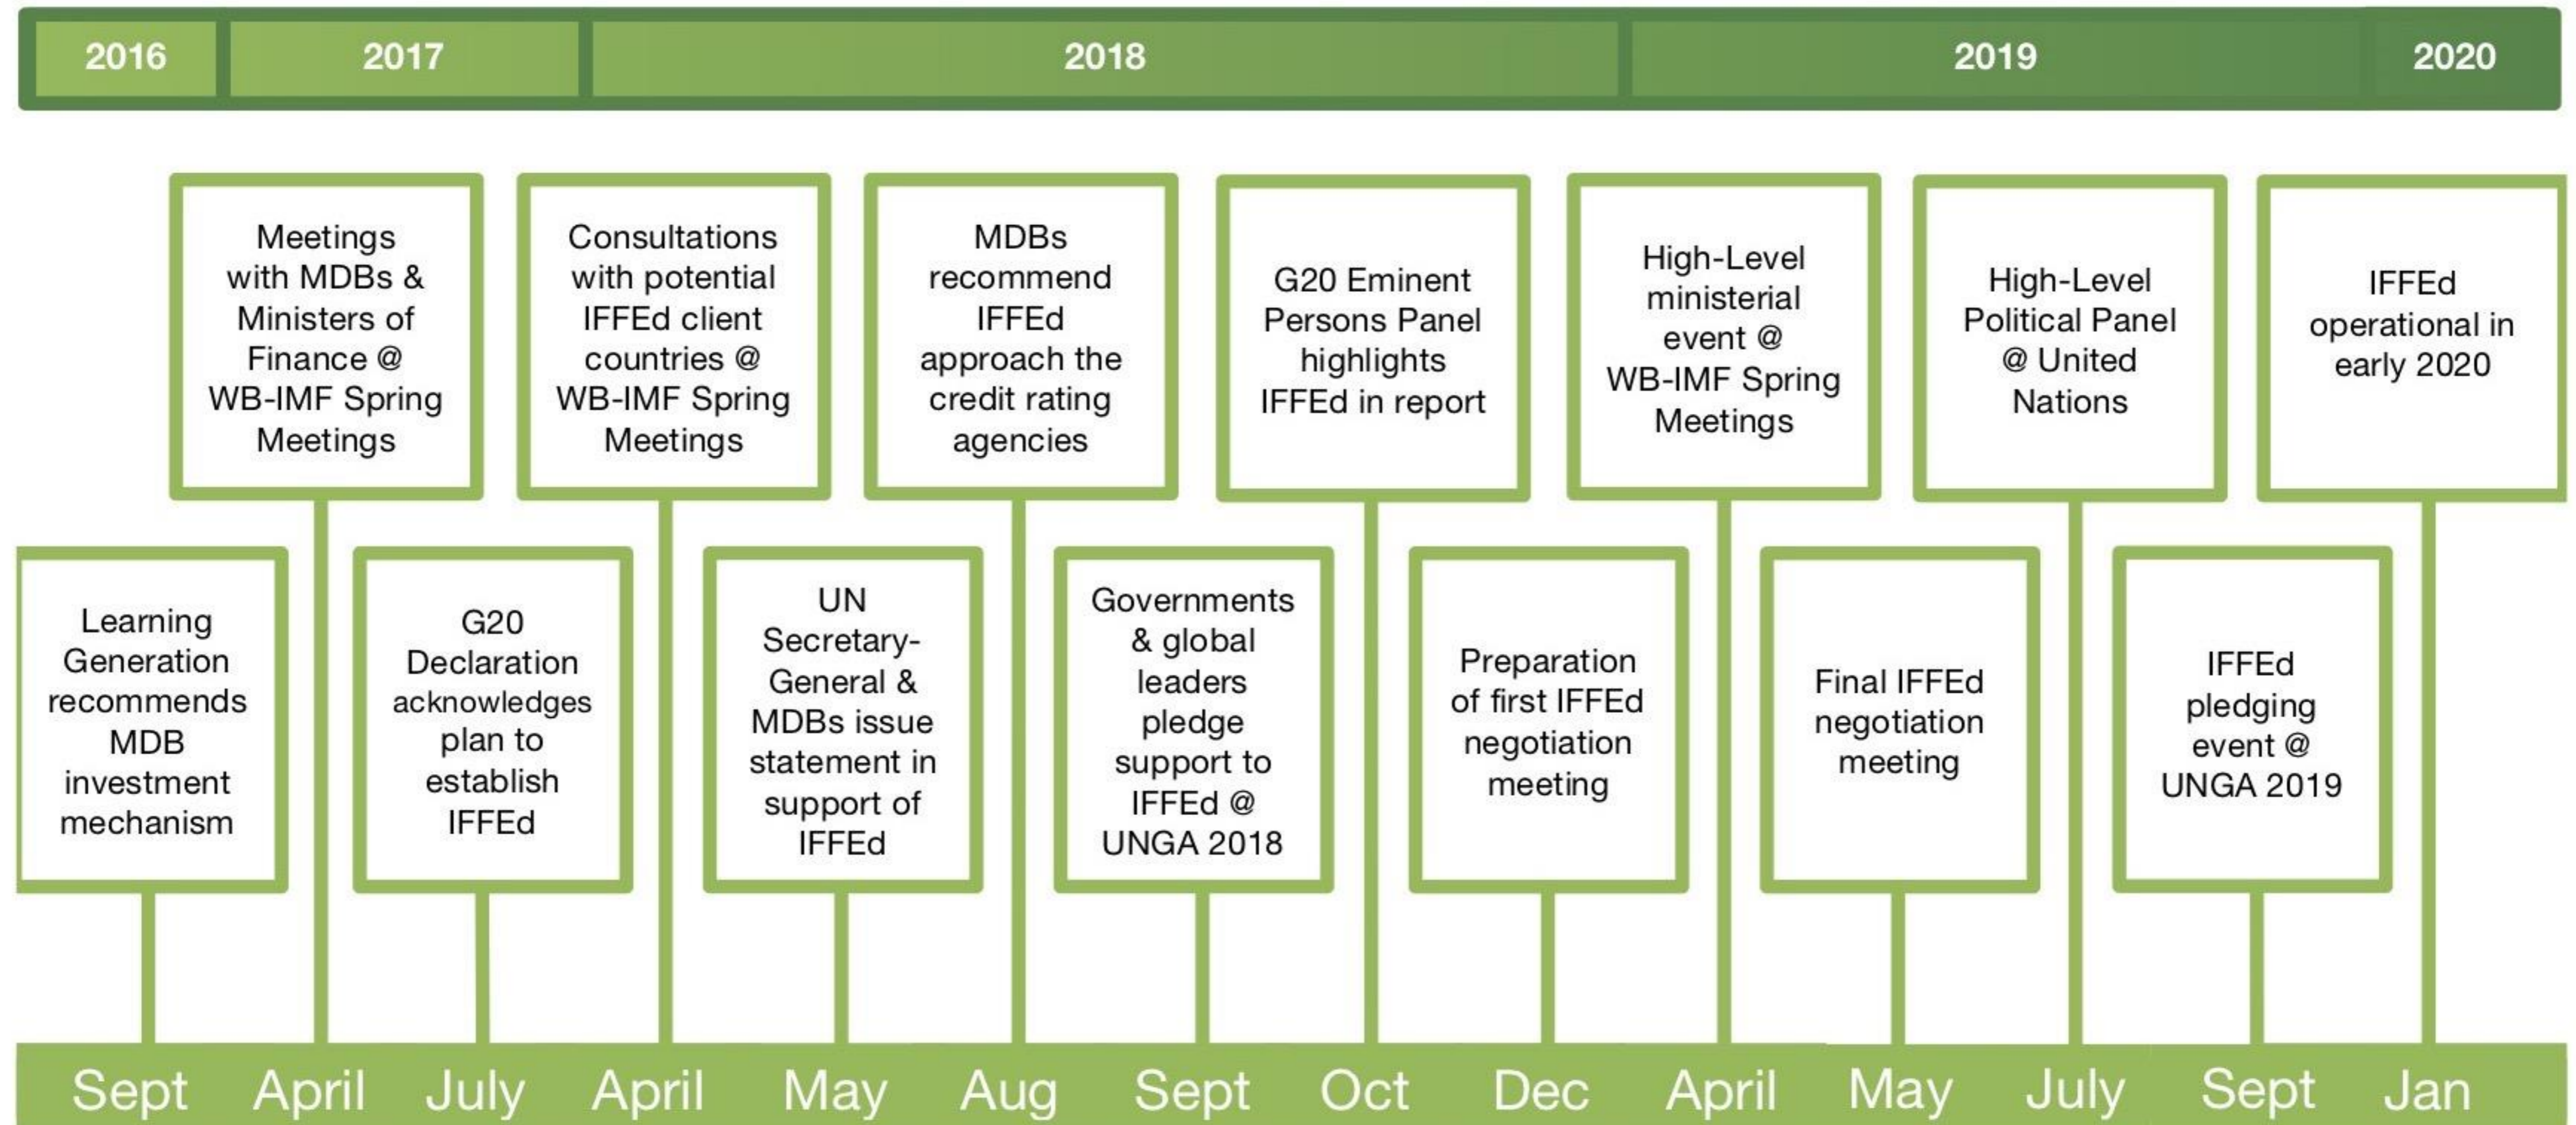 2016
2017
2018
2019
2020
Meetings
with MDBs &
Ministers of
Finance @
WB-IMF Spring
Meetings
Consultations
with potential
IFFEd client
countries @
WB-IMF Spring
Meetings
MDBs
recommend
IFFEd
approach the
credit rating
agencies
G20 Eminent
Persons Panel
highlights
IFFEd in report
High-Level
ministerial
event @
WB-IMF Spring
Meetings
High-Level
Political Panel
@ United
Nations
IFFEd
operational in
early 2020
Learning
Generation
recommends
MDB
investment
mechanism
G20
Declaration
acknowledges
plan to
establish
IFFEd
UN
Secretary-
General &
MDBs issue
statement in
support of
IFFEd
Governments
& global
leaders
pledge
support to
IFFEd @
UNGA 2018
Preparation
of first IFFEd
negotiation
meeting
Final IFFEd
negotiation
meeting
IFFEd
pledging
event @
UNGA 2019
Sept
April
July
April
May
Aug
Sept
Oct
Dec
April
May
July
Sept
Jan